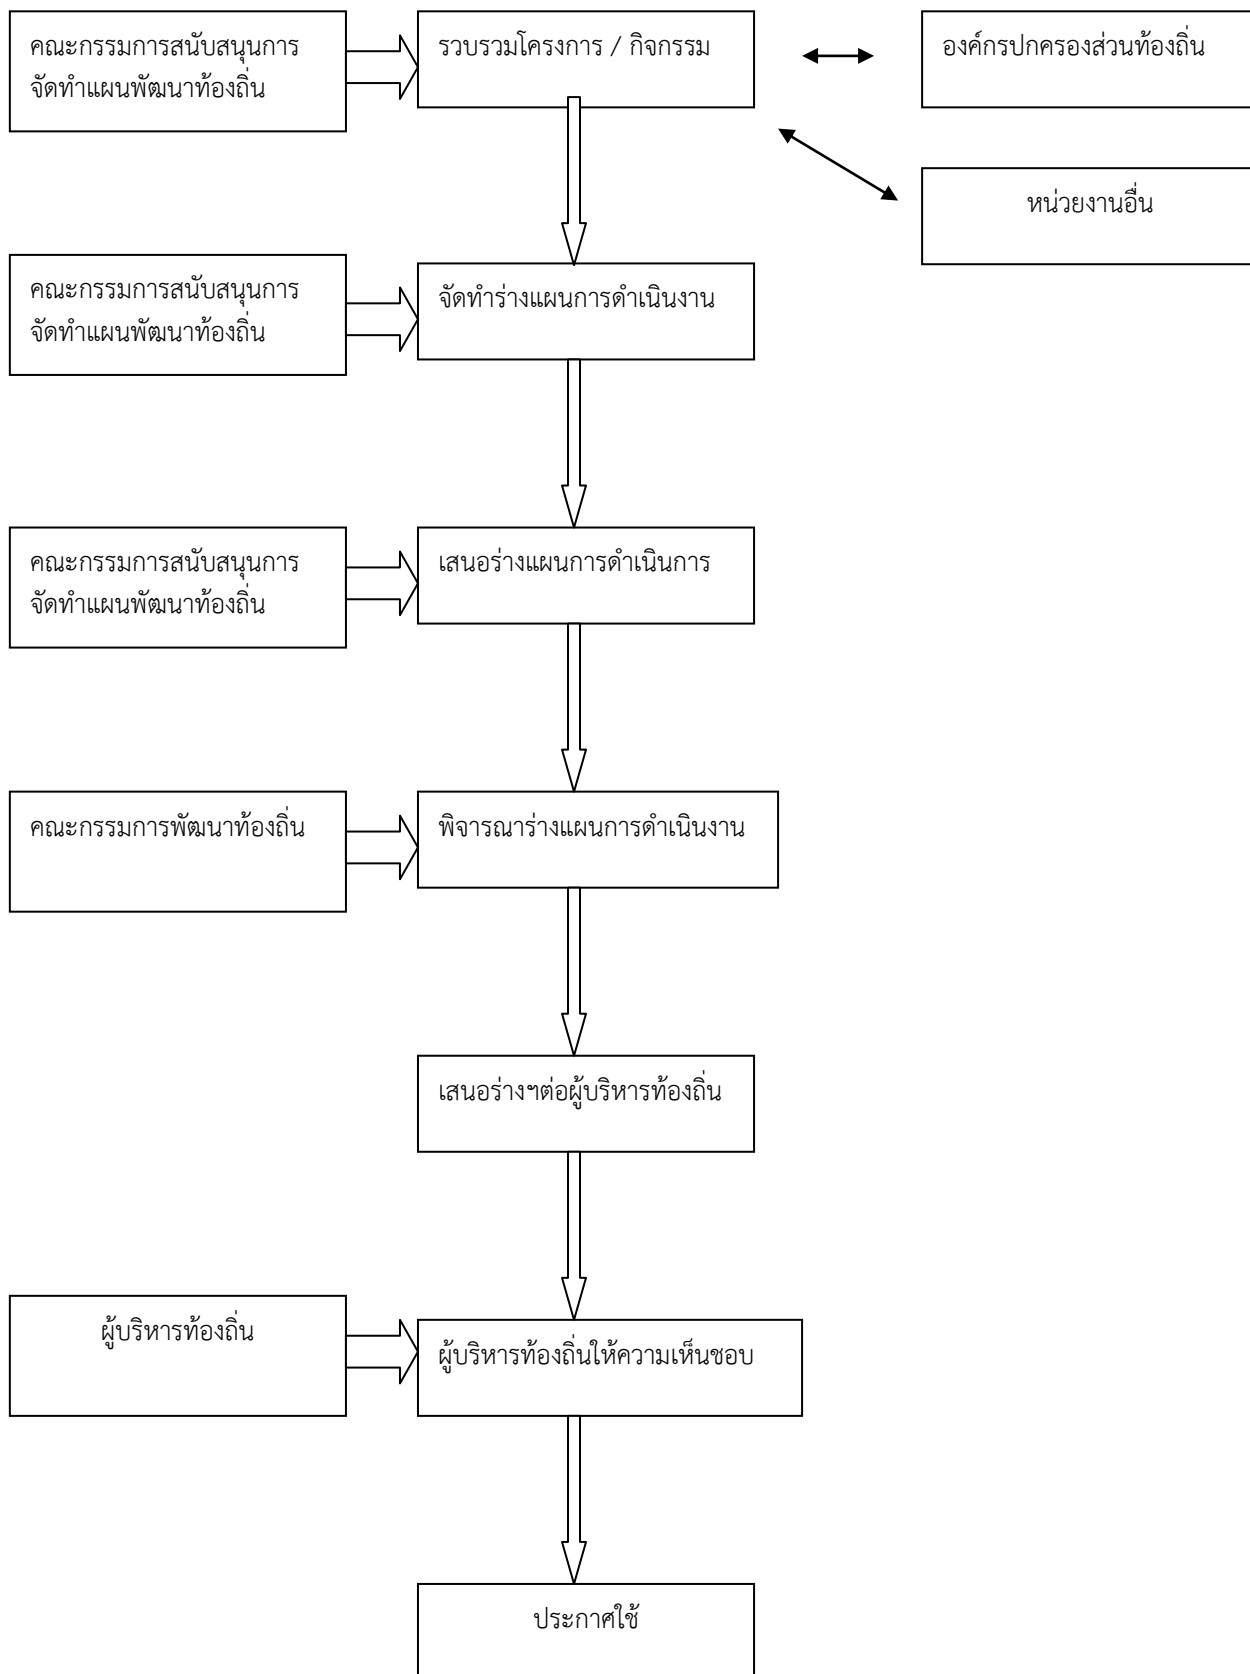 คณะกรรมการสนับสนุนการ
จัดทำแผนพัฒนาท้องถิ่น
รวบรวมโครงการ / กิจกรรม
องค์กรปกครองส่วนท้องถิ่น
หน่วยงานอื่น
คณะกรรมการสนับสนุนการ
จัดทำแผนพัฒนาท้องถิ่น
จัดทำร่างแผนการดำเนินงาน
คณะกรรมการสนับสนุนการ
จัดทำแผนพัฒนาท้องถิ่น
เสนอร่างแผนการดำเนินการ
คณะกรรมการพัฒนาท้องถิ่น
พิจารณาร่างแผนการดำเนินงาน
เสนอร่างฯต่อผู้บริหารท้องถิ่น
ผู้บริหารท้องถิ่น
ผู้บริหารท้องถิ่นให้ความเห็นชอบ
ประกาศใช้